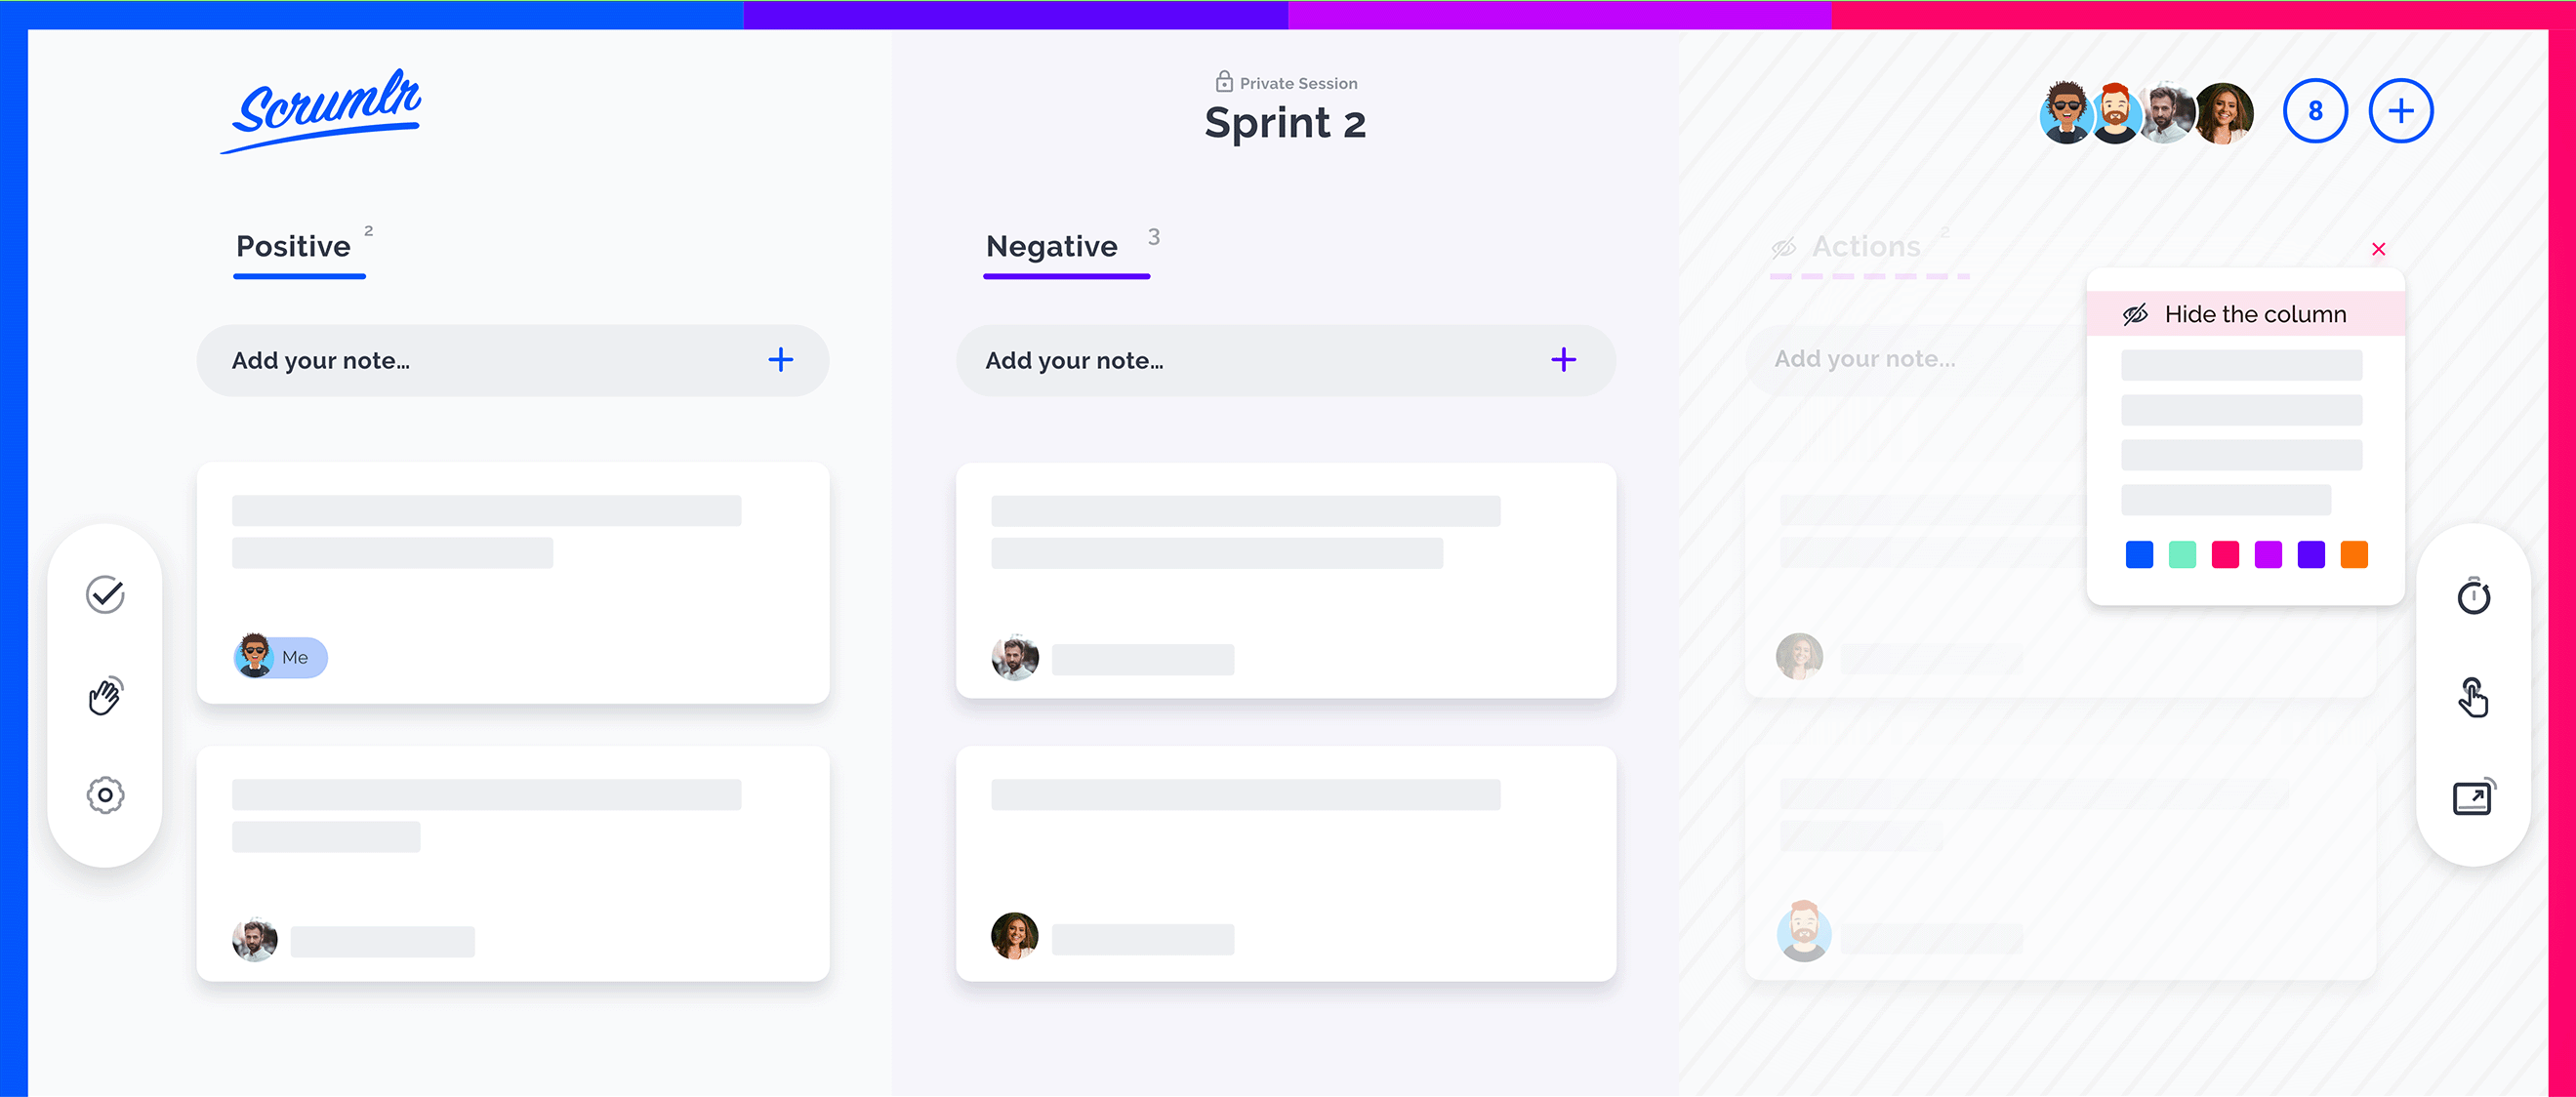 Scrumlr
Private Session
Sprint 2
8
Positive 2
Negative 3
Actions 2
Add your note...
Add your note...
Add your note...
Hide the column
Me